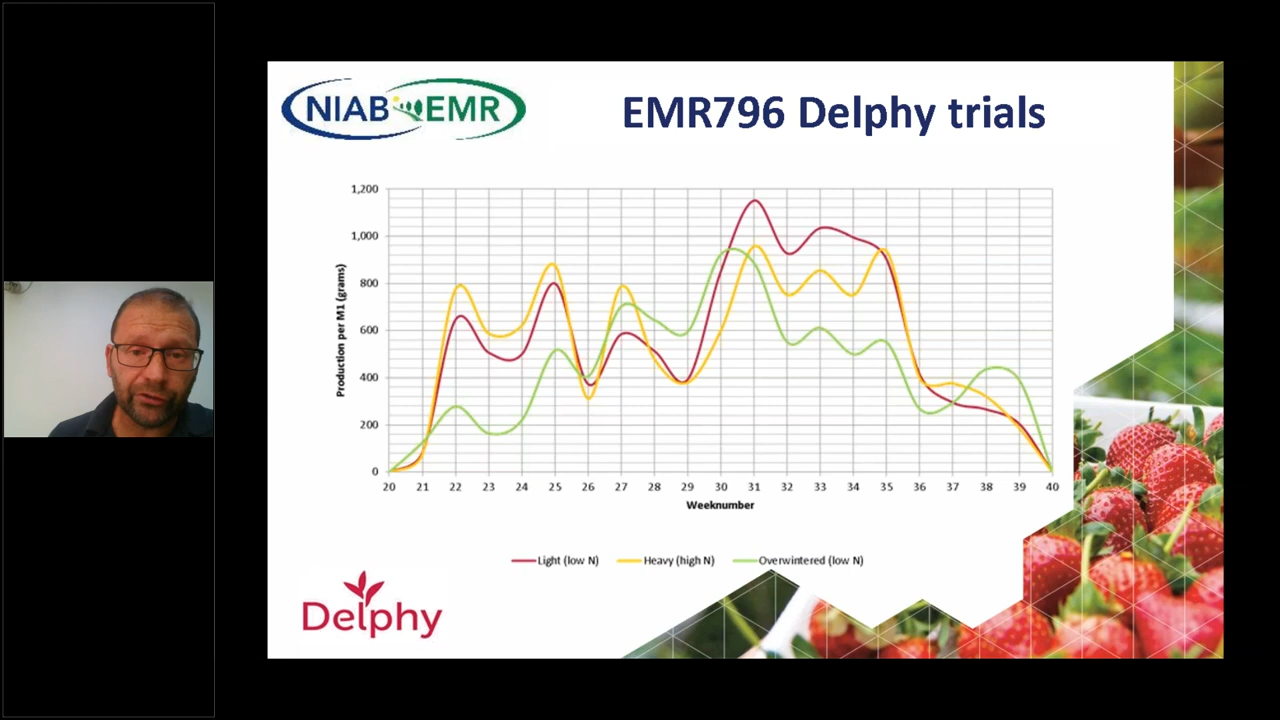 NIAB EMR
EMR796 Delphy trials
1,200
1,000
800
600
400
200
0
Production per M1 (grams)
20 21 22 23 24 25 26 27 28 29 30 31 32 33 34 35 36 37 38 39 40
Weeknumber
Light (low N) Heavy (high N) Overwintered (low N)
Delphy